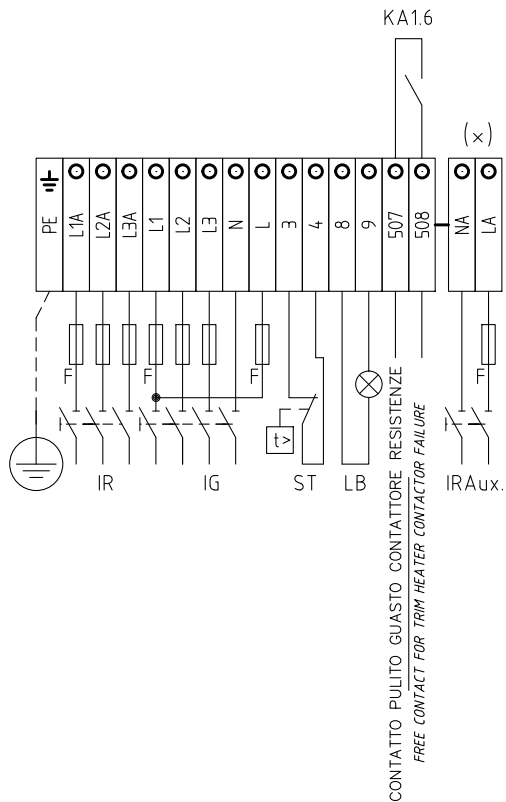 KA1.6
(x)
PE
L1A
L2A
L3A
L1
L2
L3
N
L
3
4
8
9
507
508
NA
LA
F
F
F
F
t>
IR
IG
ST
LB
IRAux.
CONTATTO PULITO GUASTO CONTATTORE RESISTENZE
FREE CONTACT FOR TRIM HEATER CONTACTOR FAILURE